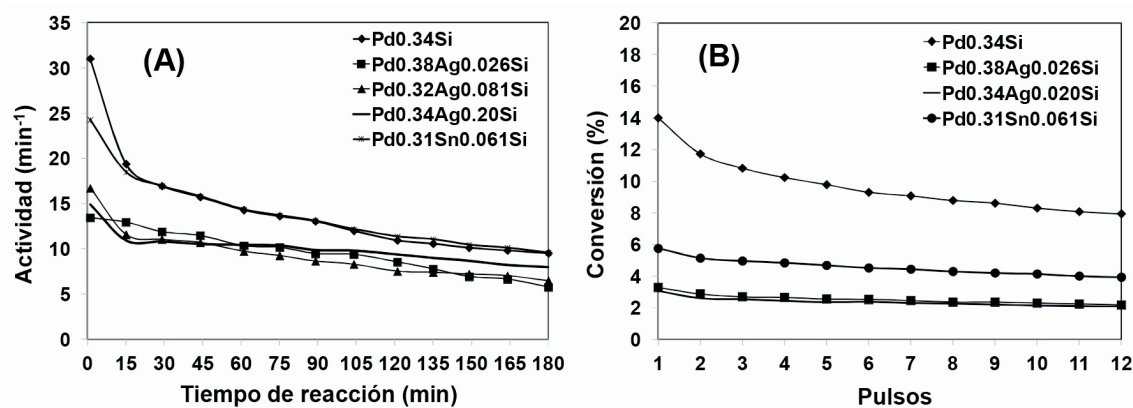 (A)
35
30
25
20
15
10
5
0
Actividad (min⁻¹)
Pd0.34Si
Pd0.38Ag0.026Si
Pd0.32Ag0.081Si
Pd0.34Ag0.20Si
Pd0.31Sn0.061Si
0 15 30 45 60 75 90 105 120 135 150 165 180
Tiempo de reacción (min)
(B)
20
18
16
14
12
10
8
6
4
2
0
Conversión (%)
Pd0.34Si
Pd0.38Ag0.026Si
Pd0.34Ag0.020Si
Pd0.31Sn0.061Si
1 2 3 4 5 6 7 8 9 10 11 12
Pulsos